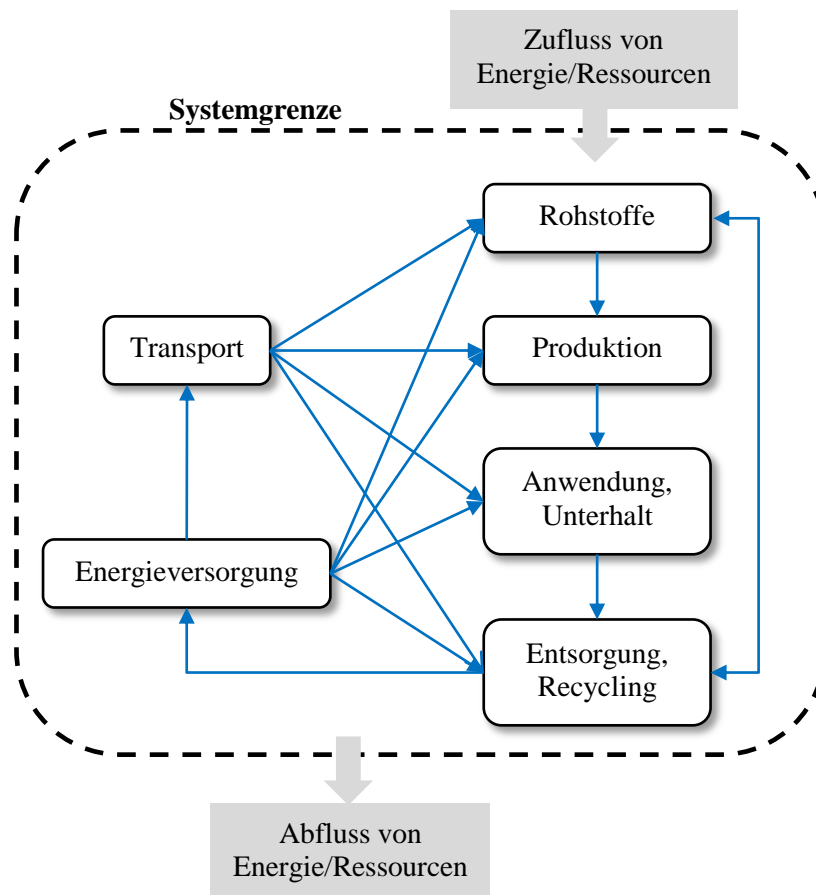 Zufluss von
Energie/Ressourcen
Systemgrenze
Rohstoffe
Transport
Produktion
Anwendung,
Unterhalt
Energieversorgung
Entsorgung,
Recycling
Abfluss von
Energie/Ressourcen